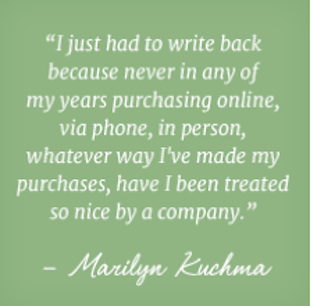 “I just had to write back
because never in any of
my years purchasing online,
via phone, in person,
whatever way I've made my
purchases, have I been treated
so nice by a company.”
– Marilyn Kuchma